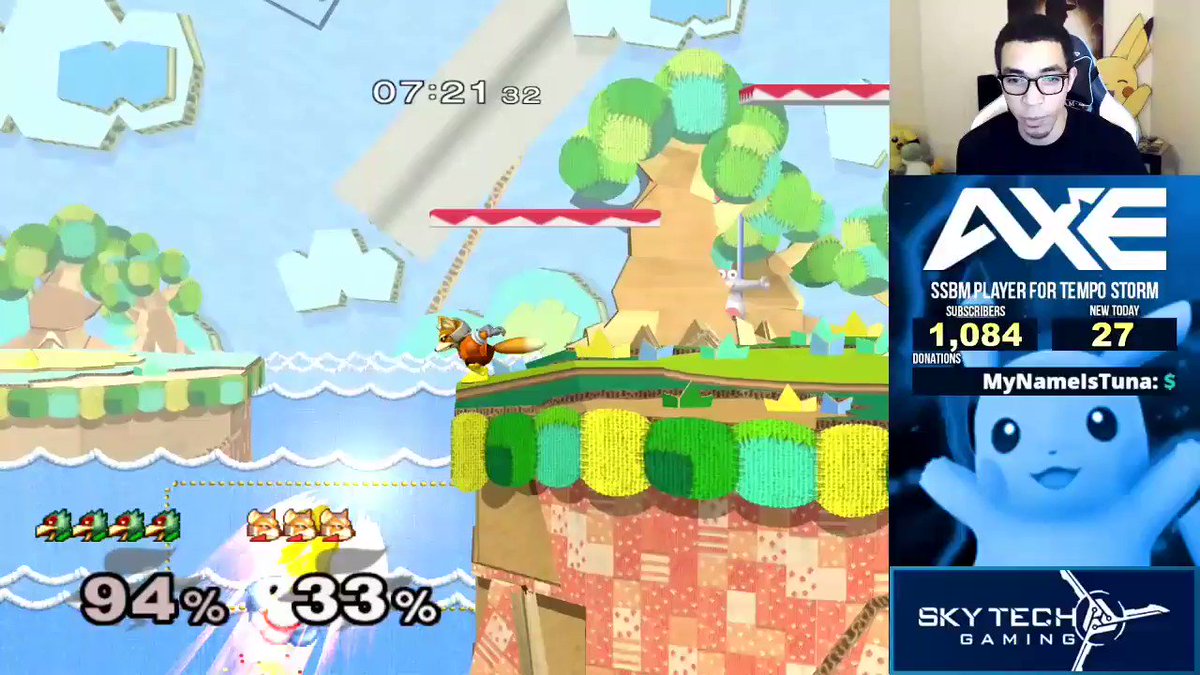 07:21 32
AXE
SSBM PLAYER FOR TEMPO STORM
SUBSCRIBERS
NEW TODAY
1,084
27
DONATIONS
MyNameIsTuna: $
94%
33%
SKYTECH
GAMING